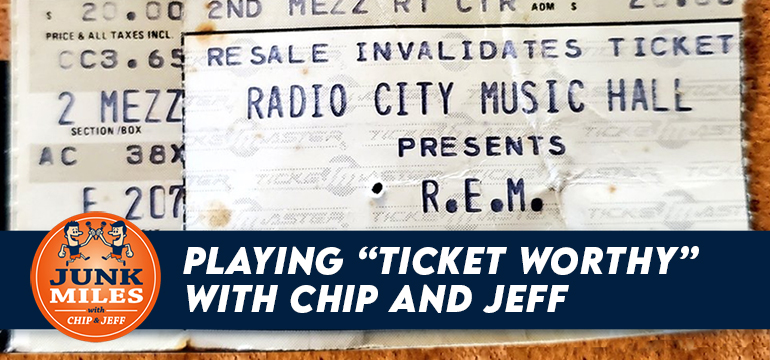 $ 20.00
2ND MEZZ RT CTR
ADM $
PRICE & ALL TAXES INCL.
CC3.65
RESALE INVALIDATES TICKET
2 MEZZ
RADIO CITY MUSIC HALL
SECTION/BOX
PRESENTS
AC 38X
R.E.M.
F 207
JUNK
MILES
with
CHIP & JEFF
PLAYING “TICKET WORTHY”
WITH CHIP AND JEFF